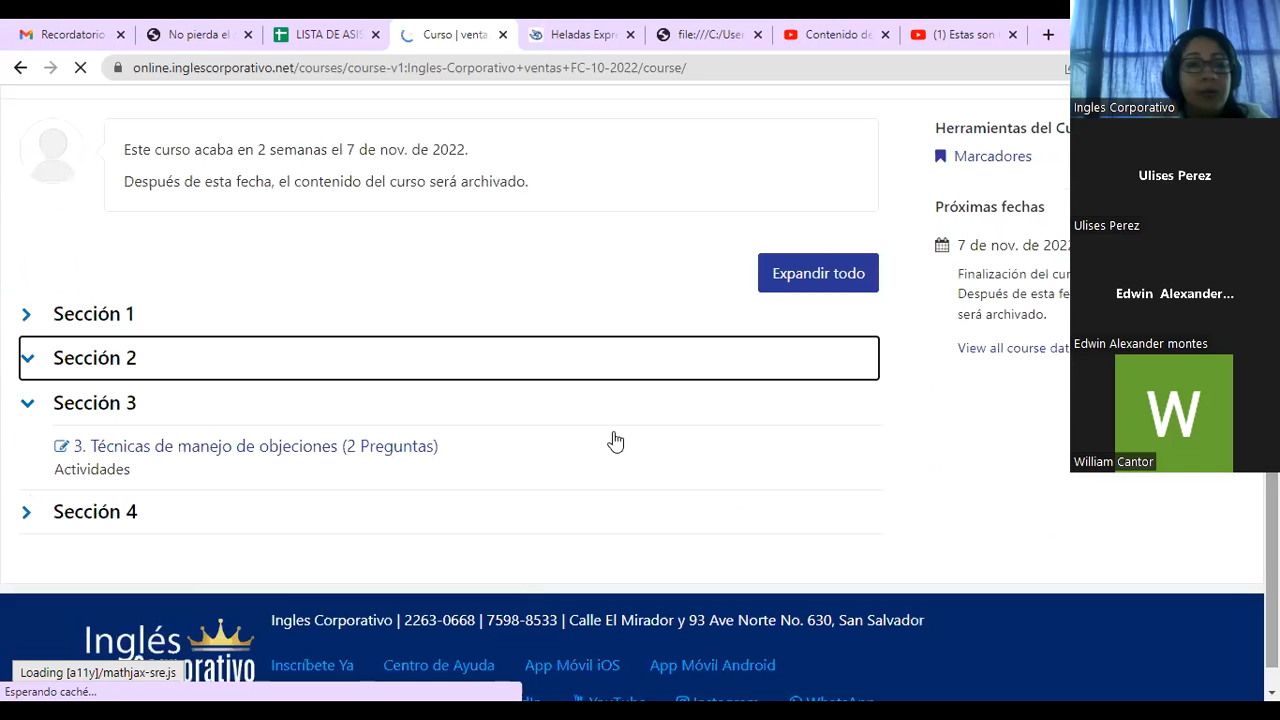 Recordatorio
No pierda el
LISTA DE ASIS
Curso | venta
Heladas Expre
file:///C:/User
Contenido de
(1) Estas son
online.inglescorporativo.net/courses/course-v1:Ingles-Corporativo+ventas+FC-10-2022/course/
Este curso acaba en 2 semanas el 7 de nov. de 2022.
Después de esta fecha, el contenido del curso será archivado.
Expandir todo
Sección 1
Sección 2
Sección 3
3. Técnicas de manejo de objeciones (2 Preguntas)
Actividades
Sección 4
Herramientas del Cu
Marcadores
Próximas fechas
7 de nov. de 2022
Finalización del cur
Después de esta fe
será archivado.
View all course dat
Ingles Corporativo
Ulises Perez
Ulises Perez
Edwin Alexander...
Edwin Alexander montes
W
William Cantor
Ingles Corporativo | 2263-0668 | 7598-8533 | Calle El Mirador y 93 Ave Norte No. 630, San Salvador
Inglés
Inscríbete Ya
Centro de Ayuda
App Móvil iOS
App Móvil Android
Loading [a11y]/mathjax-sre.js
Esperando caché...
YouTube
Instagram
WhatsApp